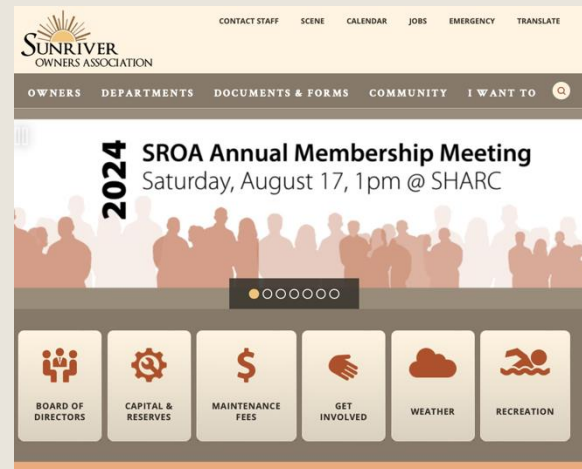 CONTACT STAFF SCENE CALENDAR JOBS EMERGENCY TRANSLATE
SUNRIVER
OWNERS ASSOCIATION
OWNERS DEPARTMENTS DOCUMENTS & FORMS COMMUNITY I WANT TO
2024
SROA Annual Membership Meeting
Saturday, August 17, 1pm @ SHARC
BOARD OF
DIRECTORS
CAPITAL &
RESERVES
MAINTENANCE
FEES
GET
INVOLVED
WEATHER
RECREATION